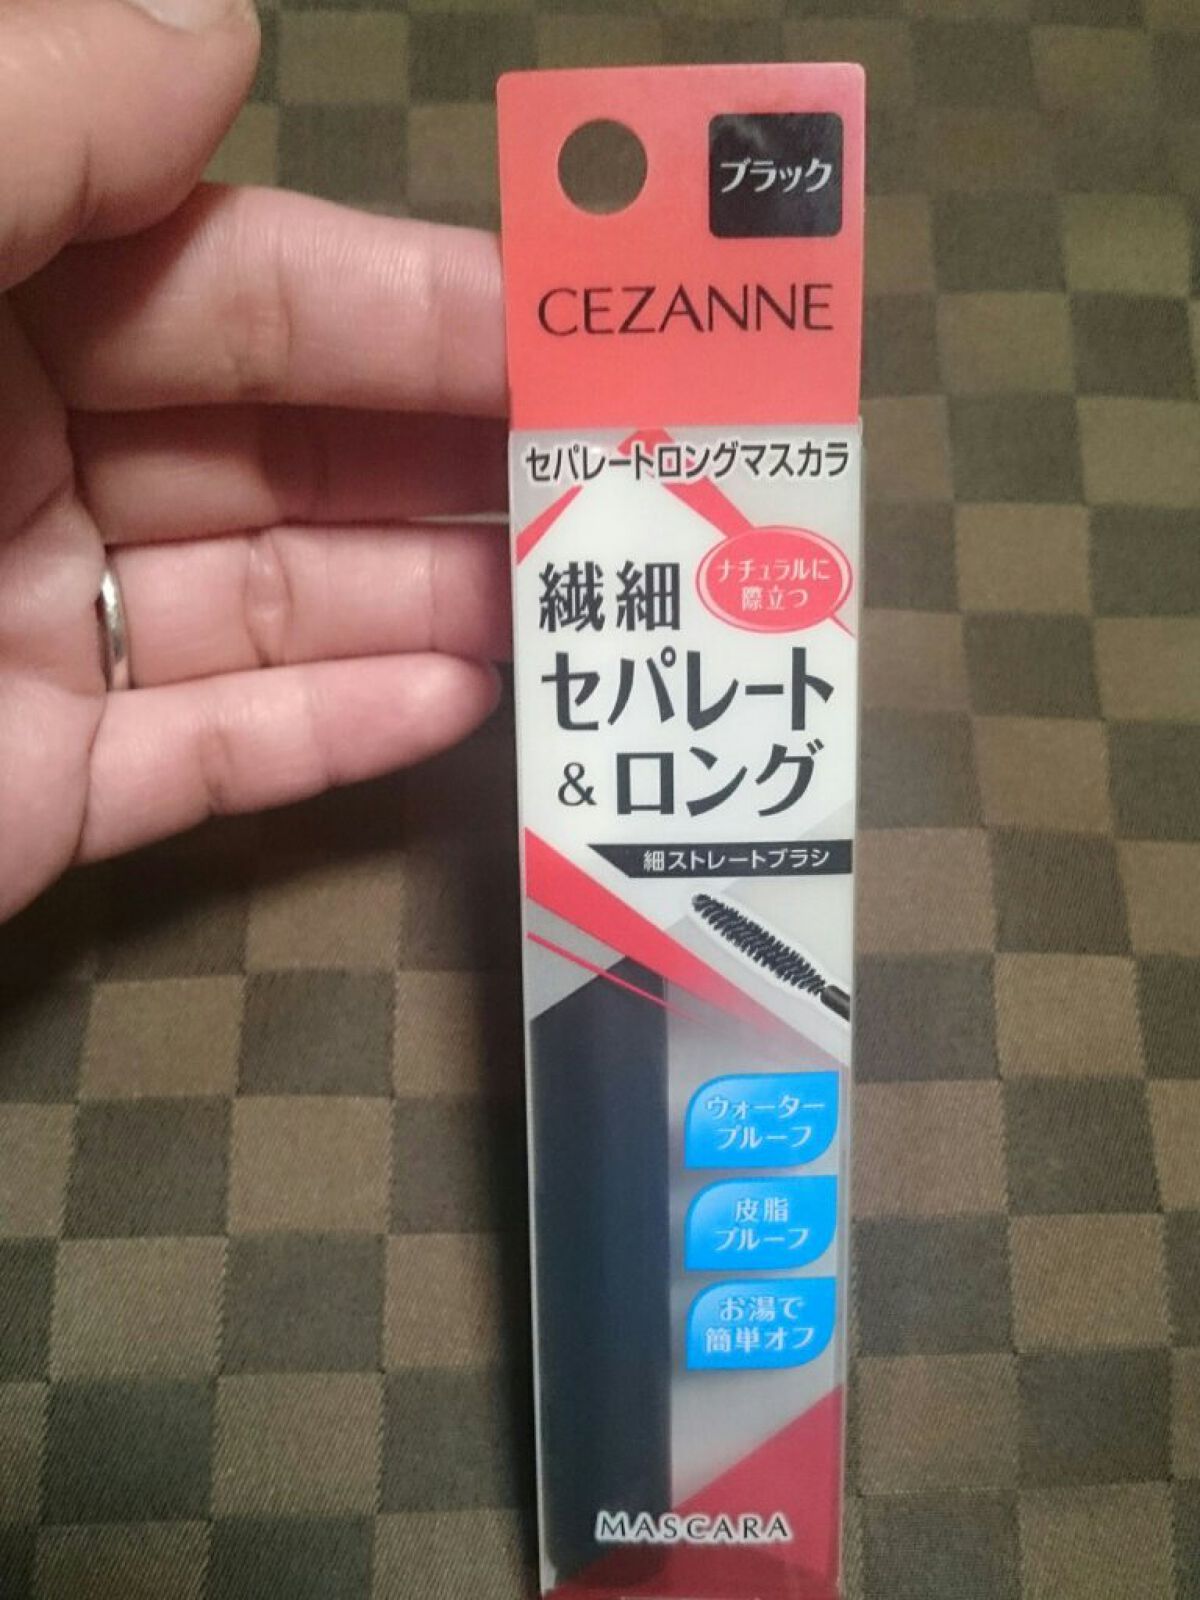 ブラック
CEZANNE
セパレートロングマスカラ
ナチュラルに
際立つ
繊細
セパレート
&ロング
細ストレートブラシ
ウォーター
プルーフ
皮脂
プルーフ
お湯で
簡単オフ
MASCARA